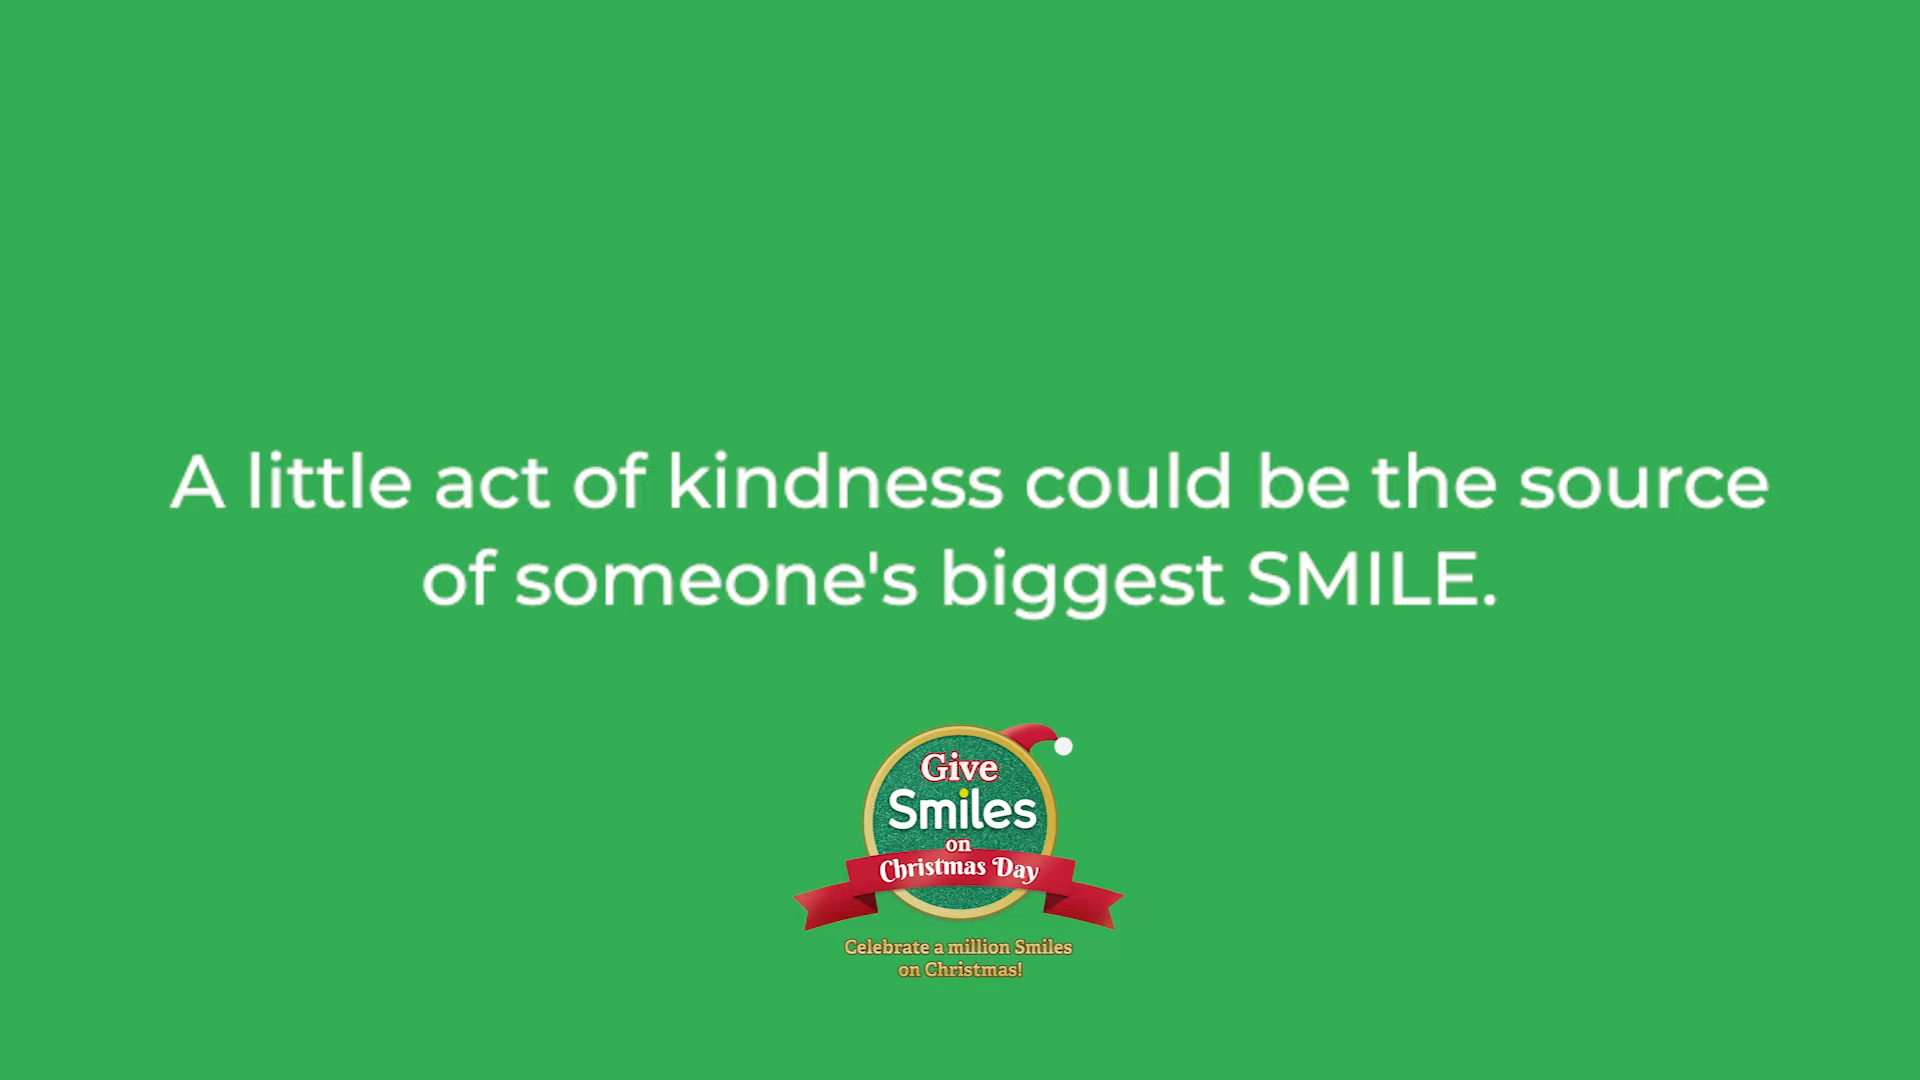 A little act of kindness could be the source
of someone's biggest SMILE.
Give
Smiles
on
Christmas Day
Celebrate a million Smiles
on Christmas!